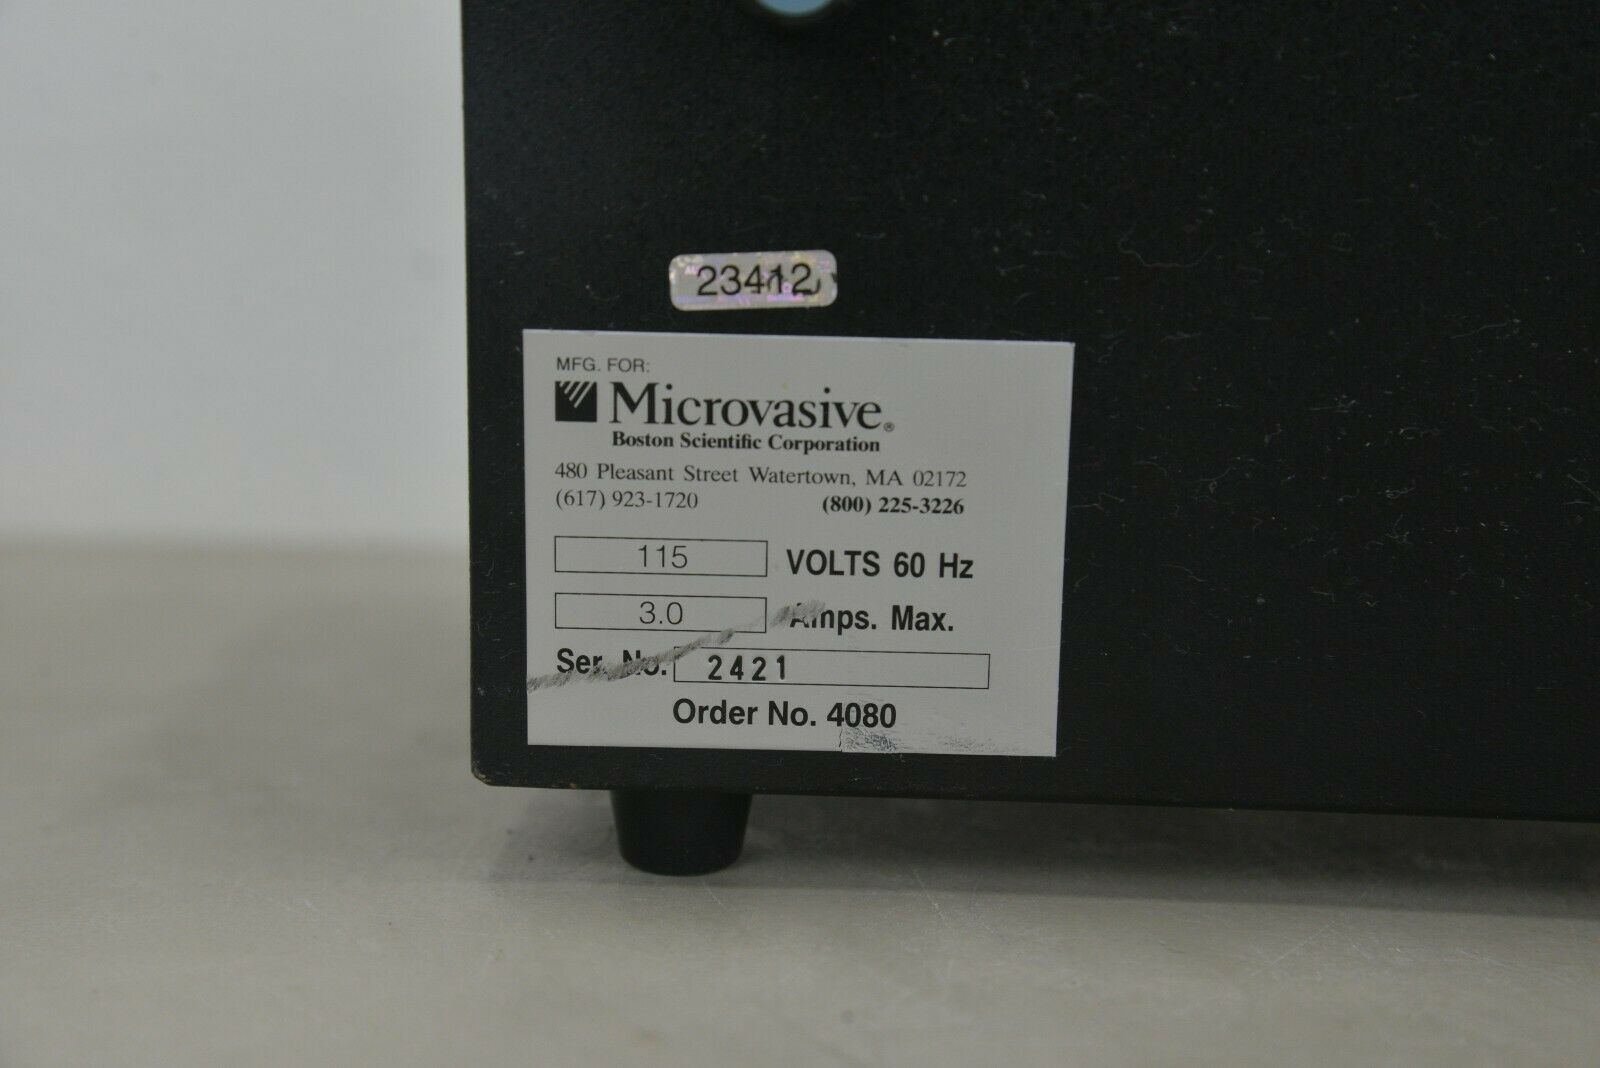 23412
MFG. FOR:
Microvasive®
Boston Scientific Corporation
480 Pleasant Street Watertown, MA 02172
(617) 923-1720 (800) 225-3226
115 VOLTS 60 Hz
3.0 Amps. Max.
Ser. No. 2421
Order No. 4080